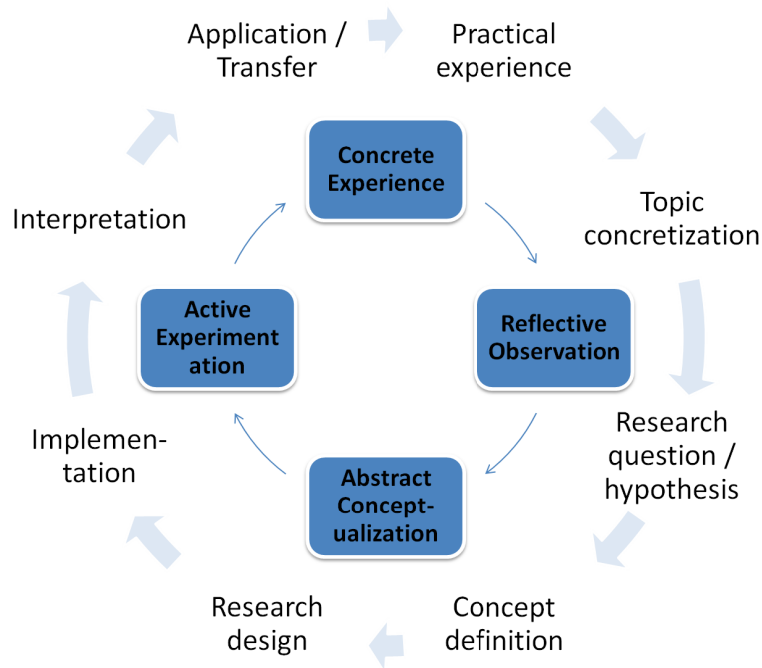 Application /
Transfer
Practical
experience
Concrete
Experience
Topic
concretization
Interpretation
Active
Experiment
ation
Reflective
Observation
Research
question /
hypothesis
Implemen-
tation
Abstract
Concept-
ualization
Research
design
Concept
definition